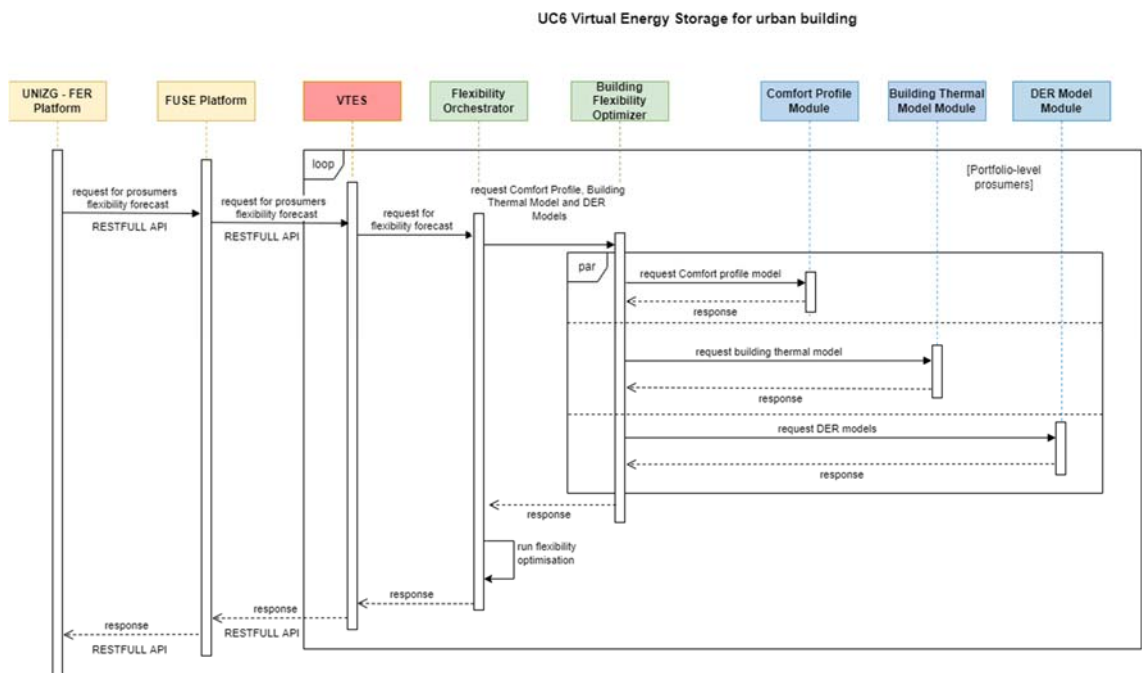 UC6 Virtual Energy Storage for urban building
UNIZG - FER
Platform
FUSE Platform
VTES
Flexibility
Orchestrator
Building
Flexibility
Optimizer
Comfort Profile
Module
Building Thermal
Model Module
DER Model
Module
loop
[Portfolio-level
prosumers]
request for prosumers
flexibility forecast
RESTFULL API
request for prosumers
flexibility forecast
RESTFULL API
request for
flexibility forecast
request Comfort Profile, Building
Thermal Model and DER
Models
par
request Comfort profile model
response
request building thermal model
response
request DER models
response
response
run flexibility
optimisation
response
response
RESTFULL API
response
RESTFULL API